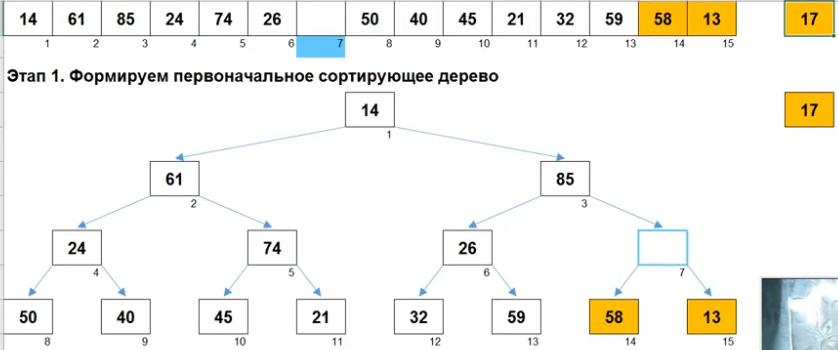 14 61 85 24 74 26 50 40 45 21 32 59 58 13 17
1 2 3 4 5 6 7 8 9 10 11 12 13 14 15
Этап 1. Формируем первоначальное сортирующее дерево
14 17
1
61 85
2 3
24 74 26
4 5 6 7
50 40 45 21 32 59 58 13
8 9 10 11 12 13 14 15